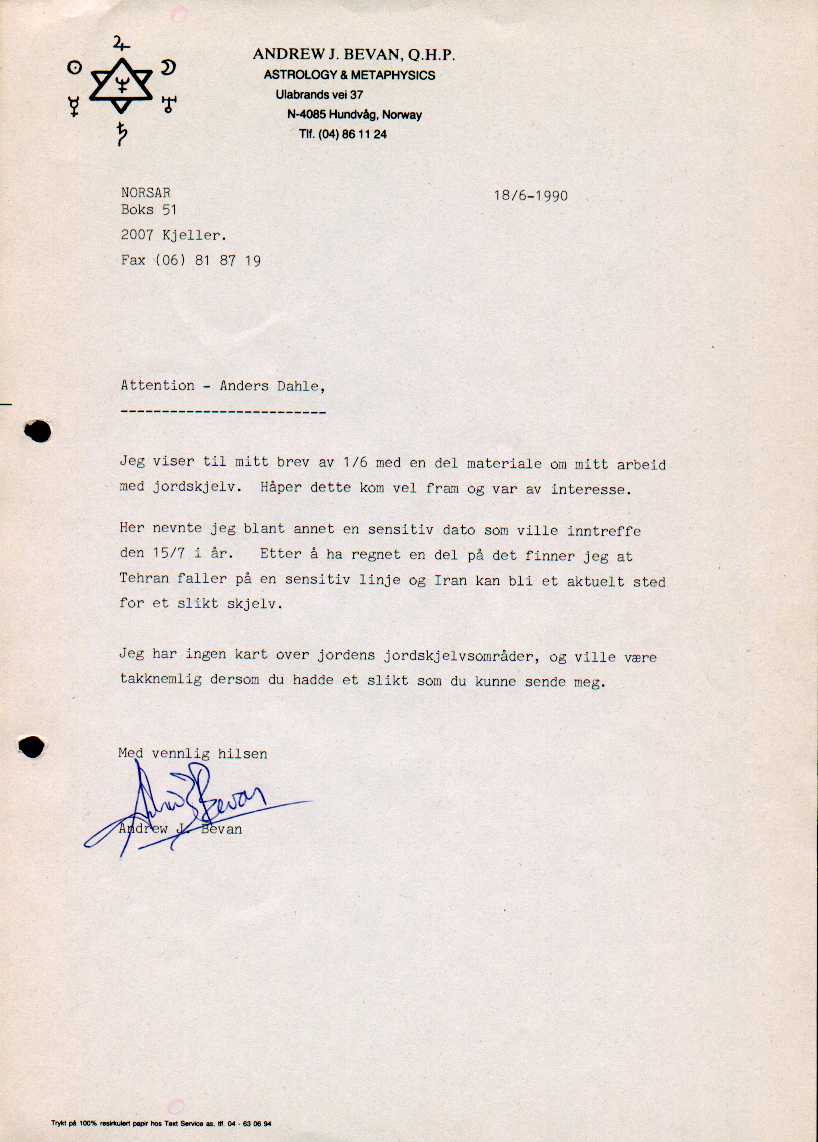 ANDREW J. BEVAN, Q.H.P.
ASTROLOGY & METAPHYSICS
Ulabrands vei 37
N-4085 Hundvåg, Norway
Tlf. (04) 86 11 24
NORSAR
18/6-1990
Boks 51
2007 Kjeller.
Fax (06) 81 87 19
Attention - Anders Dahle,
-------------------------
Jeg viser til mitt brev av 1/6 med en del materiale om mitt arbeid
med jordskjelv. Håper dette kom vel fram og var av interesse.
Her nevnte jeg blant annet en sensitiv dato som ville inntreffe
den 15/7 i år. Etter å ha regnet en del på det finner jeg at
Tehran faller på en sensitiv linje og Iran kan bli et aktuelt sted
for et slikt skjelv.
Jeg har ingen kart over jordens jordskjelvsområder, og ville være
takknemlig dersom du hadde et slikt som du kunne sende meg.
Med vennlig hilsen
Bevan
Andrew J. Bevan
Trykt på 100% resirkulert papir hos Text Service as. tlf. 04 - 63 06 94